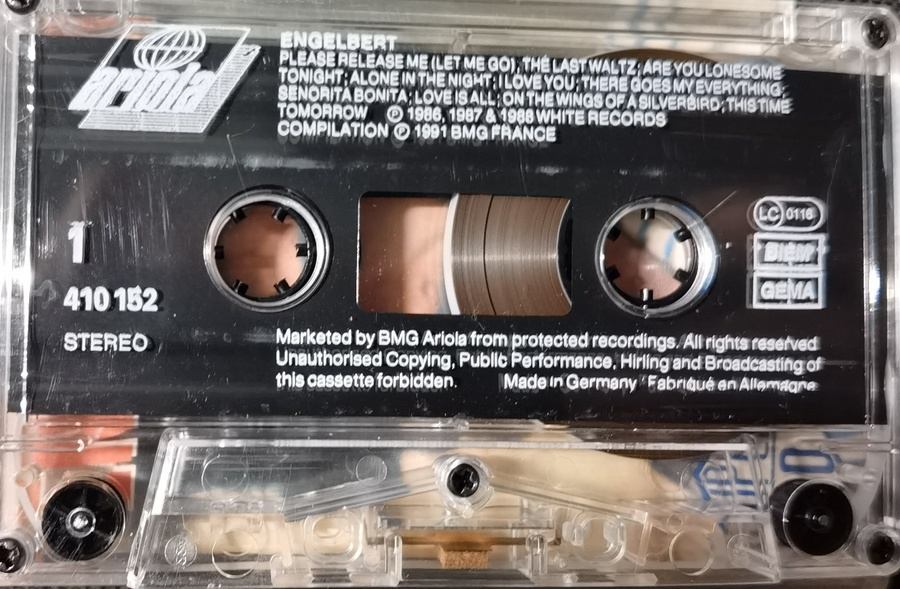 ariola
ENGELBERT
PLEASE RELEASE ME (LET ME GO), THE LAST WALTZ; ARE YOU LONESOME
TONIGHT; ALONE IN THE NIGHT; I LOVE YOU; THERE GOES MY EVERYTHING;
SENORITA BONITA; LOVE IS ALL; ON THE WINGS OF A SILVERBIRD; THIS TIME
TOMORROW ℗ 1986, 1987 & 1988 WHITE RECORDS
COMPILATION ℗ 1991 BMG FRANCE
1
410 152
STEREO
LC 0116
BIEM
GEMA
Marketed by BMG Ariola from protected recordings. All rights reserved
Unauthorised Copying, Public Performance, Hirling and Broadcasting of
this cassette forbidden. Made in Germany / Fabriqué en Allemagne